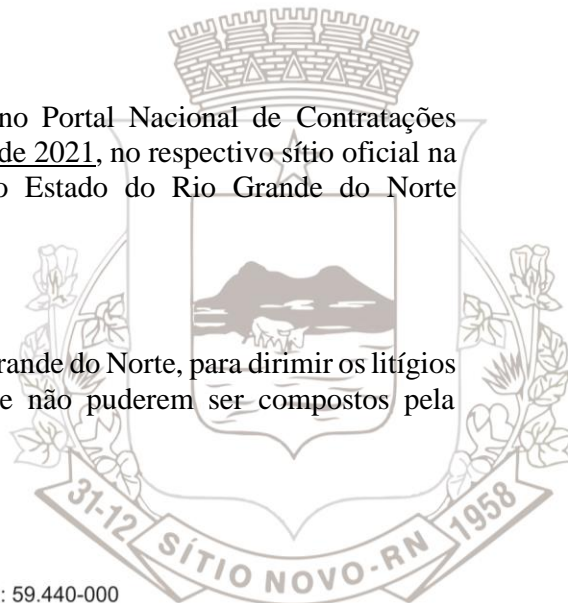 no Portal Nacional de Contratações
de 2021, no respectivo sítio oficial na
o Estado do Rio Grande do Norte
rande do Norte, para dirimir os litígios
e não puderem ser compostos pela
31-12 SÍTIO NOVO-RN 1958
: 59.440-000